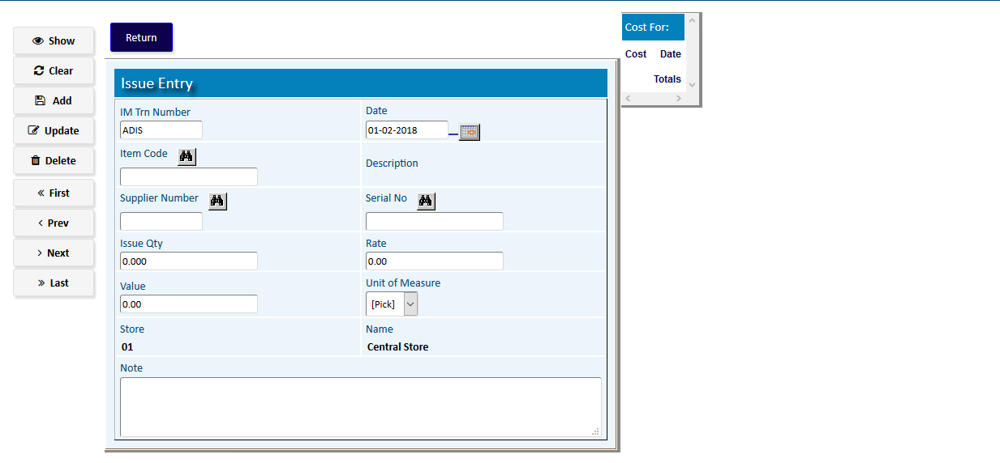 Show
Clear
Add
Update
Delete
« First
< Prev
> Next
» Last
Return
Issue Entry
IM Trn Number
Date
ADIS
01-02-2018
Item Code
Description
Supplier Number
Serial No
Issue Qty
Rate
0.000
0.00
Value
Unit of Measure
0.00
[Pick]
Store
Name
01
Central Store
Note
Cost For:
Cost Date
Totals